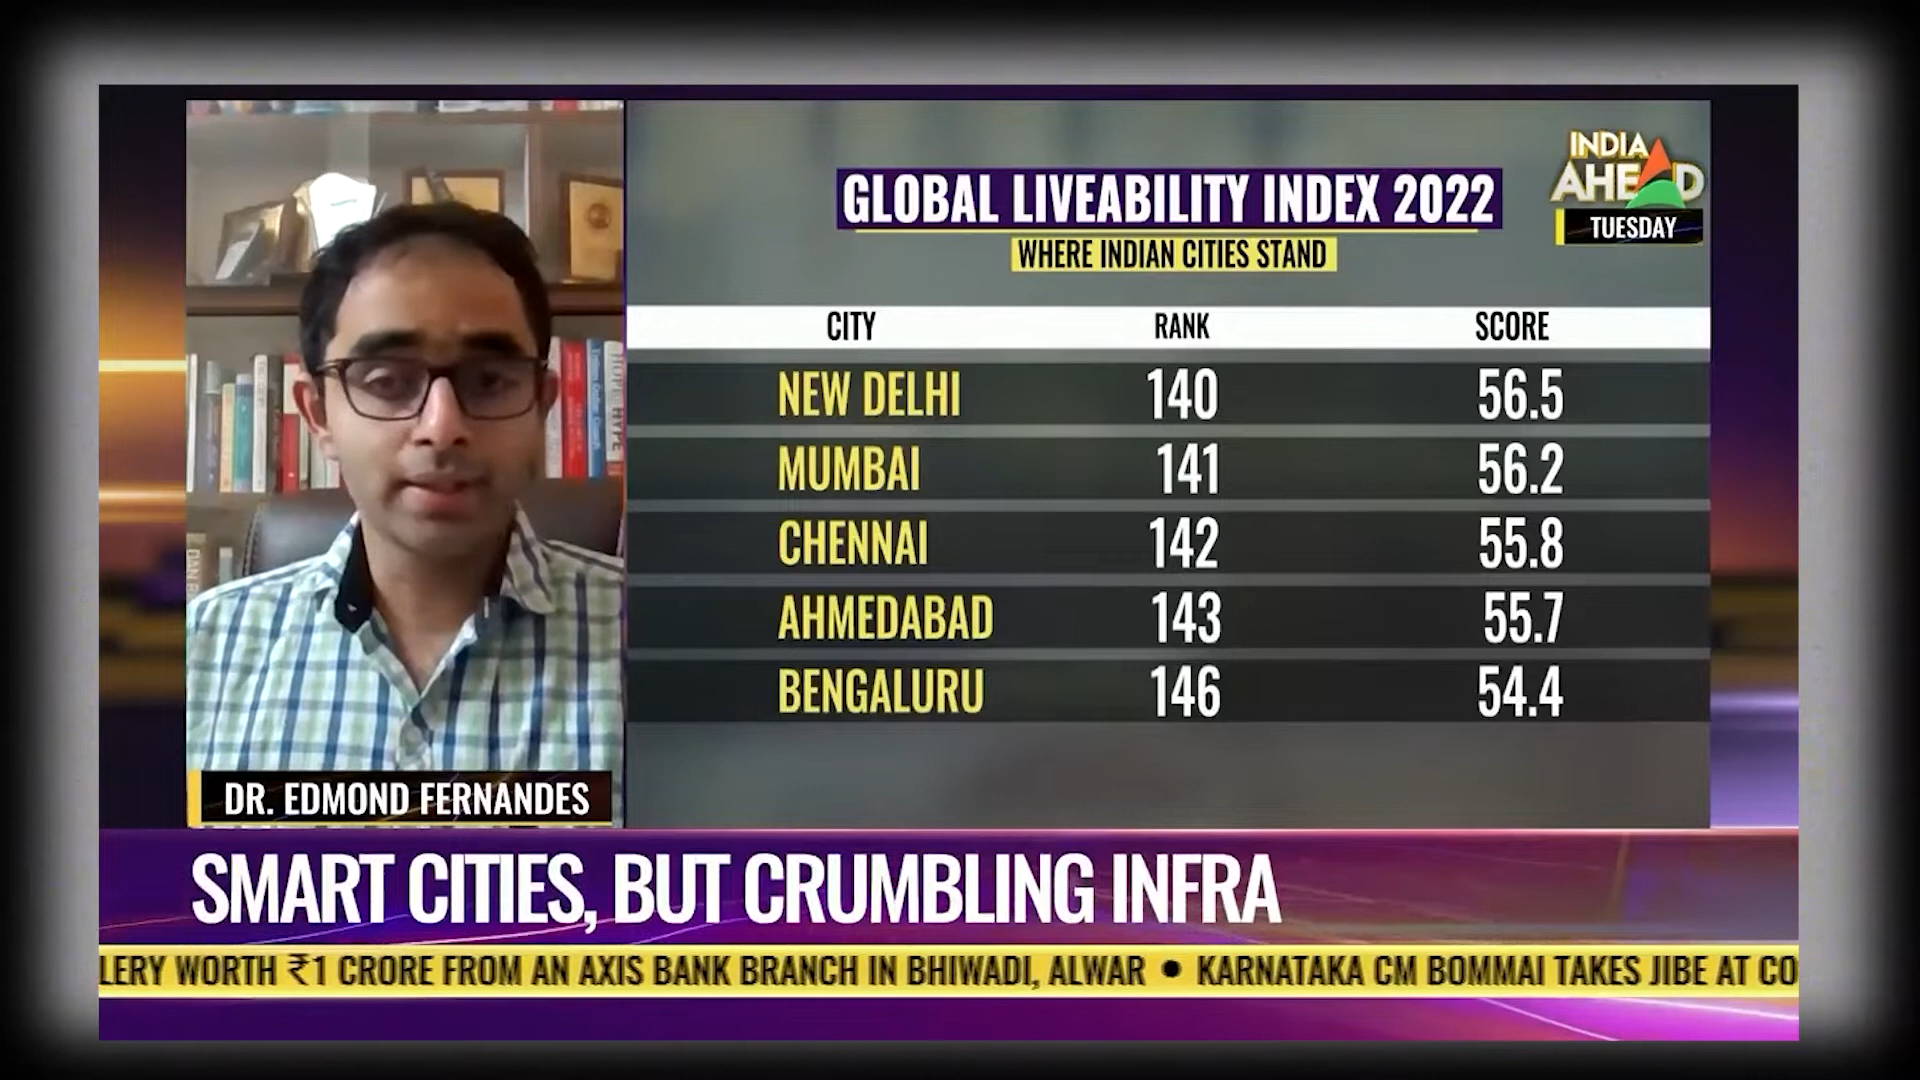 INDIA
AHEAD
TUESDAY
GLOBAL LIVEABILITY INDEX 2022
WHERE INDIAN CITIES STAND
CITY RANK SCORE
NEW DELHI 140 56.5
MUMBAI 141 56.2
CHENNAI 142 55.8
AHMEDABAD 143 55.7
BENGALURU 146 54.4
HYPE
DR. EDMOND FERNANDES
SMART CITIES, BUT CRUMBLING INFRA
LERY WORTH ₹1 CRORE FROM AN AXIS BANK BRANCH IN BHIWADI, ALWAR • KARNATAKA CM BOMMAI TAKES JIBE AT CO